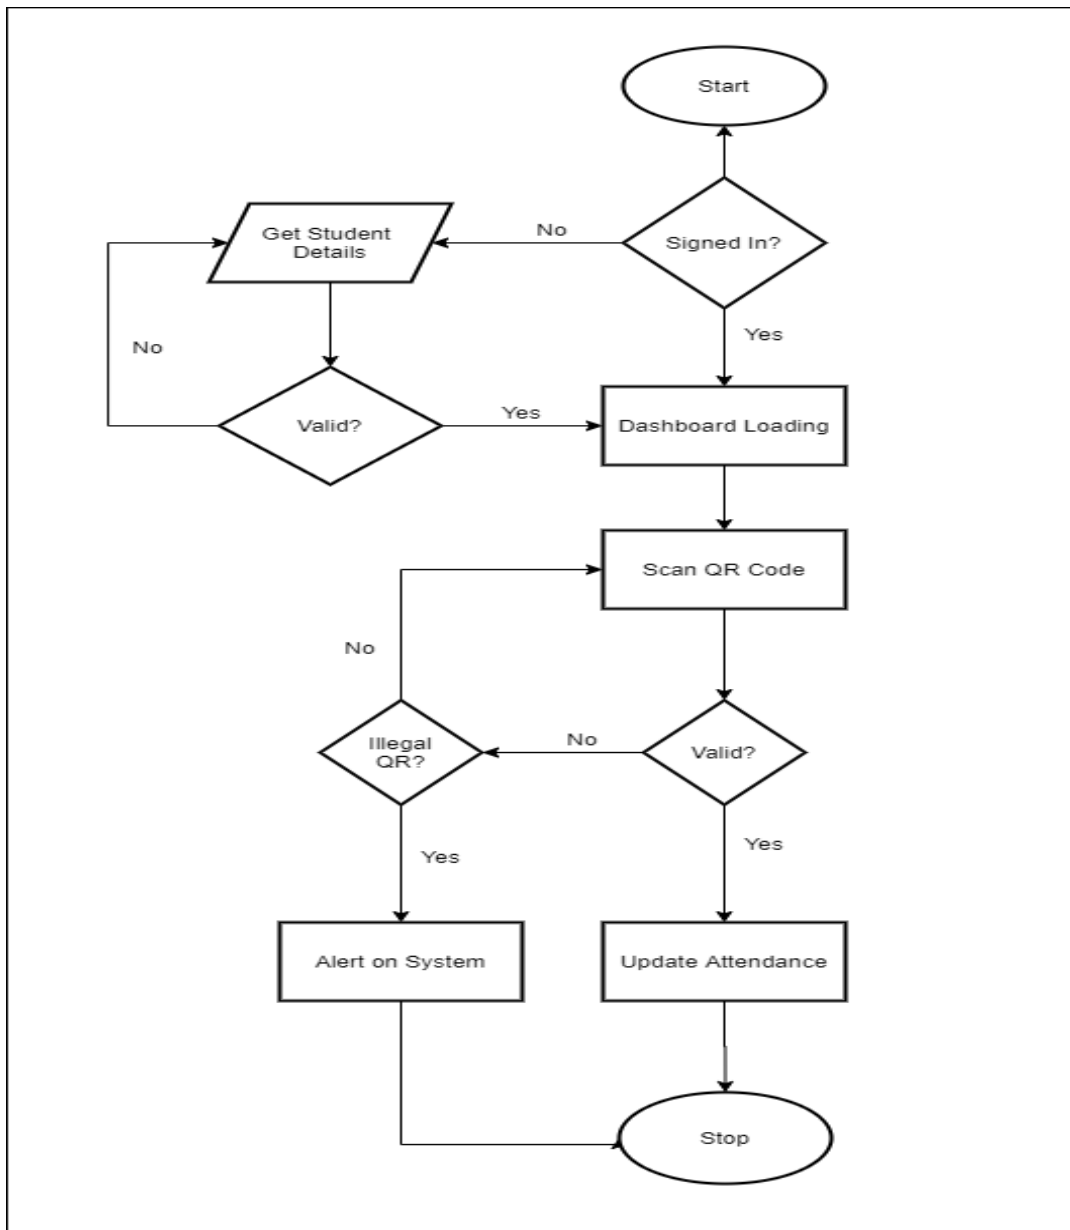 Start
Signed In?
No
Get Student
Details
Yes
No
Valid?
Yes
Dashboard Loading
Scan QR Code
No
Illegal
QR?
No
Valid?
Yes
Yes
Alert on System
Update Attendance
Stop